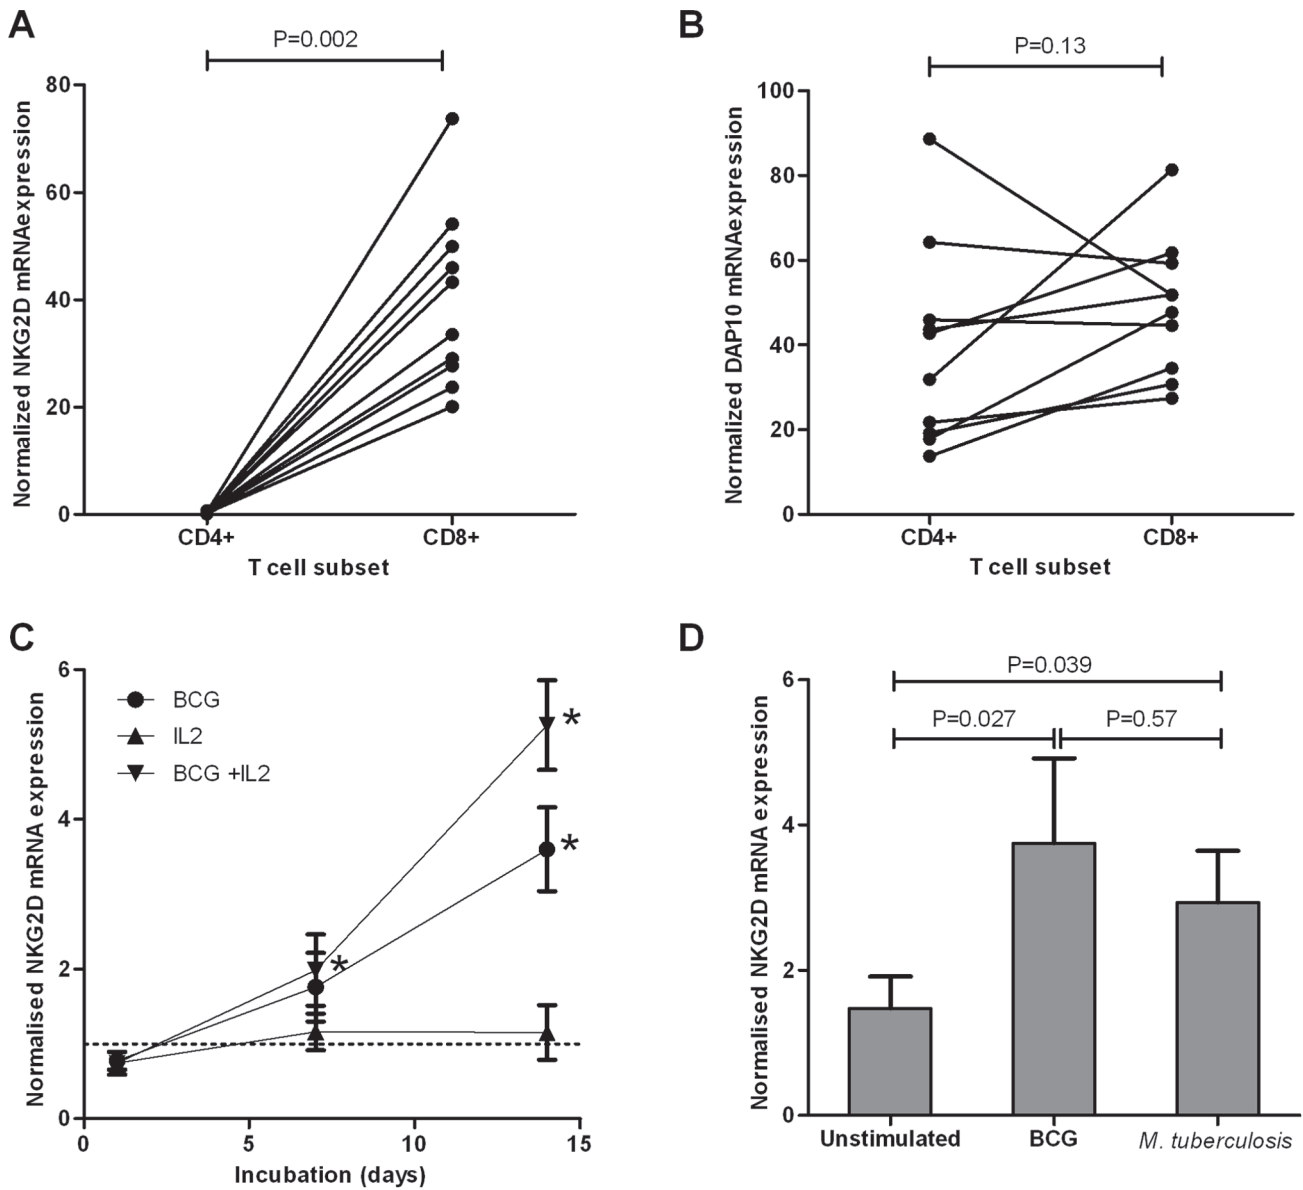 A
P=0.002
80
60
40
20
0
Normalized NKG2D mRNAexpression
CD4+
CD8+
T cell subset
B
P=0.13
100
80
60
40
20
0
Normalized DAP10 mRNAexpression
CD4+
CD8+
T cell subset
C
6
4
2
0
Normalised NKG2D mRNA expression
BCG
IL2
BCG +IL2
*
*
*
0
5
10
15
Incubation (days)
D
P=0.039
P=0.027
P=0.57
6
4
2
0
Normalised NKG2D mRNA expression
Unstimulated
BCG
M. tuberculosis